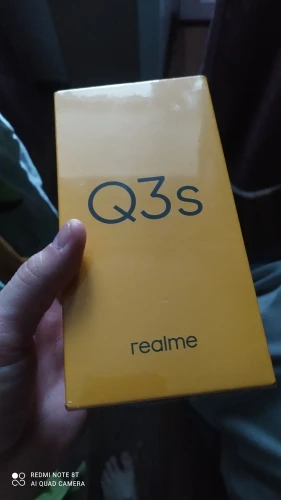 Q3s
realme
REDMI NOTE 8T
AI QUAD CAMERA